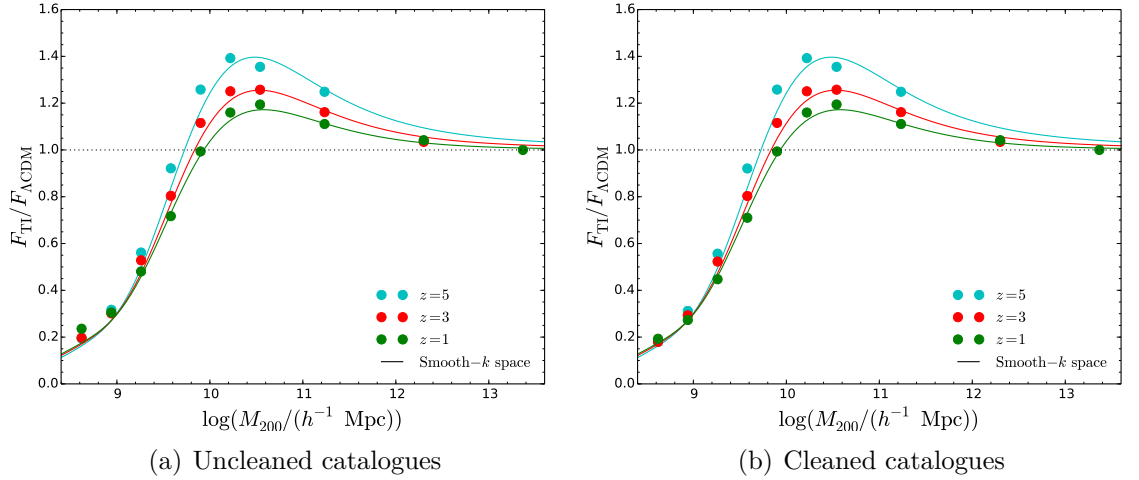 1.6
1.4
1.2
1.0
0.8
0.6
0.4
0.2
0.0
F_TI/F_ΛCDM
z=5
z=3
z=1
Smooth−k space
9 10 11 12 13
log(M_200/(h^−1 Mpc))
(a) Uncleaned catalogues
1.6
1.4
1.2
1.0
0.8
0.6
0.4
0.2
0.0
F_TI/F_ΛCDM
z=5
z=3
z=1
Smooth−k space
9 10 11 12 13
log(M_200/(h^−1 Mpc))
(b) Cleaned catalogues